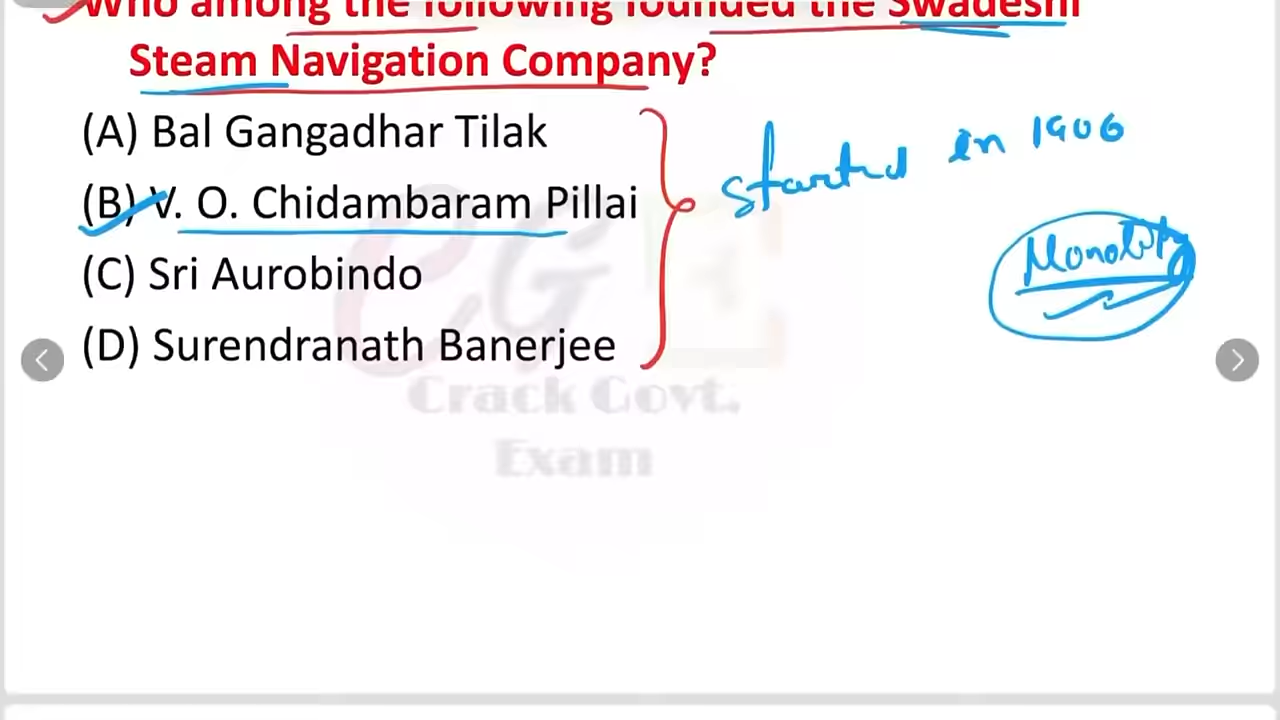 Who among the following founded the Swadeshi
Steam Navigation Company?
(A) Bal Gangadhar Tilak
(B) V. O. Chidambaram Pillai
(C) Sri Aurobindo
(D) Surendranath Banerjee
started in 1906
Crack Govt.
Exam